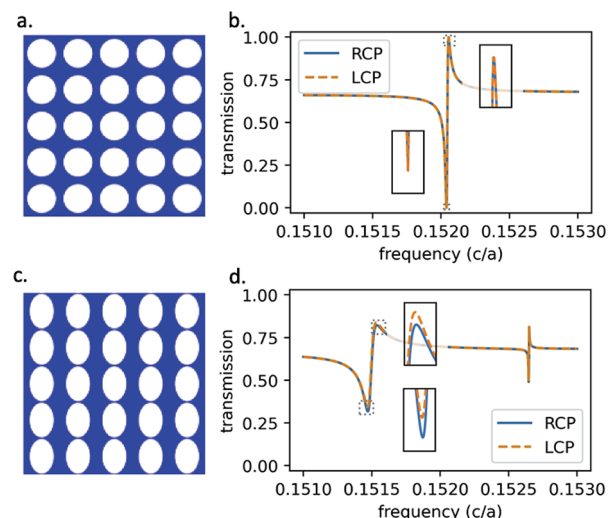 a.
b.
1.00
0.75
0.50
0.25
0.00
transmission
RCP
LCP
0.1510 0.1515 0.1520 0.1525 0.1530
frequency (c/a)
c.
d.
1.00
0.75
0.50
0.25
0.00
transmission
RCP
LCP
0.1510 0.1515 0.1520 0.1525 0.1530
frequency (c/a)